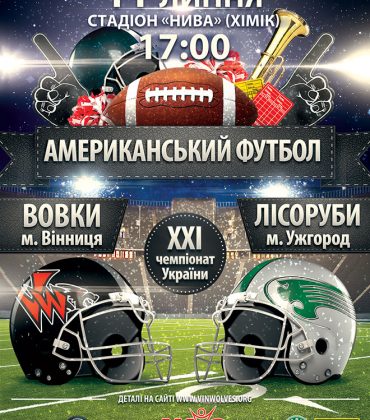 СТАДІОН «НИВА» (ХІМІК)
17:00
АМЕРИКАНСЬКИЙ ФУТБОЛ
ВОВКИ
м. Вінниця
XXI
чемпіонат
України
ЛІСОРУБИ
м. Ужгород
ДЕТАЛІ НА САЙТІ WWW.VINWOLVES.ORG